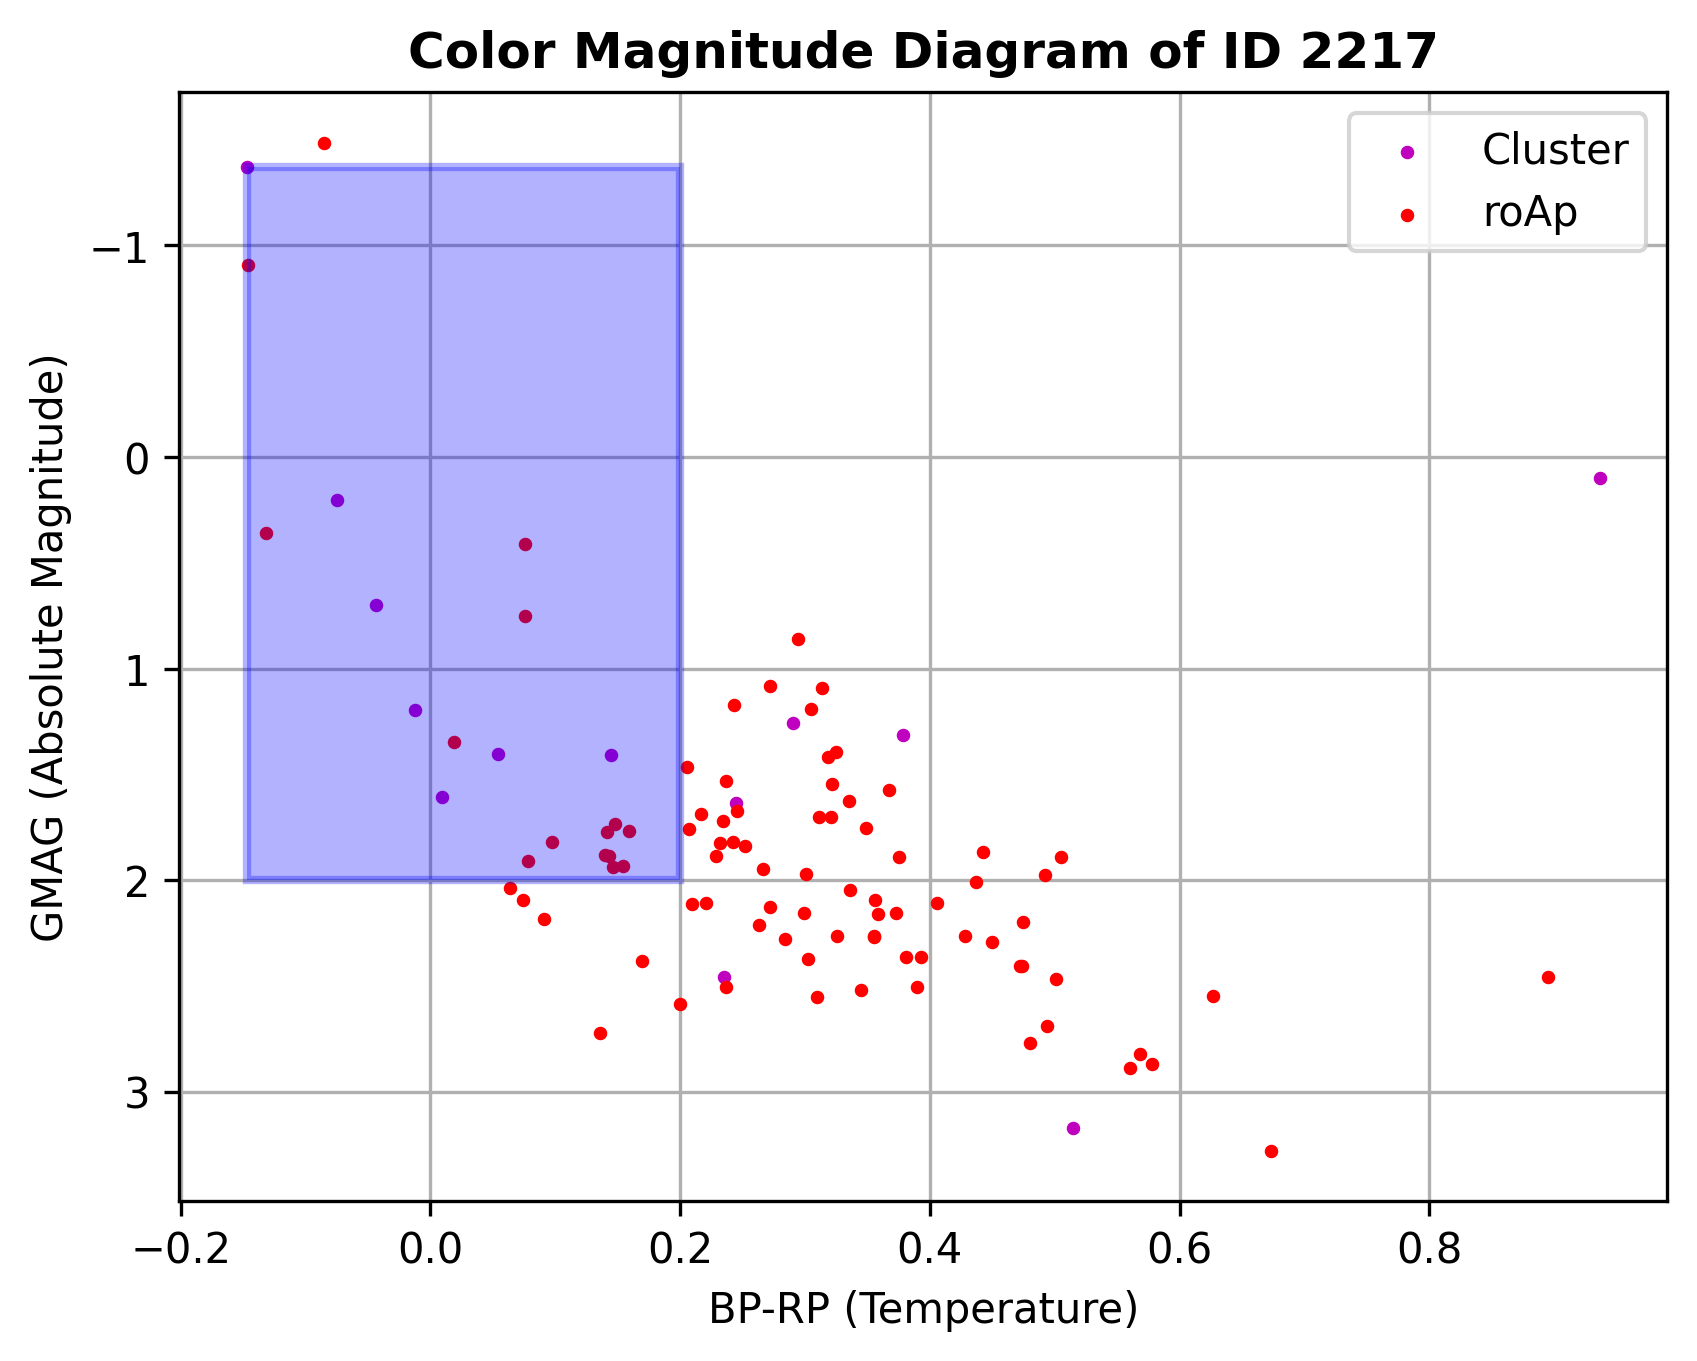 Color Magnitude Diagram of ID 2217
Cluster
roAp
−1
0
1
2
3
GMAG (Absolute Magnitude)
−0.2 0.0 0.2 0.4 0.6 0.8
BP-RP (Temperature)